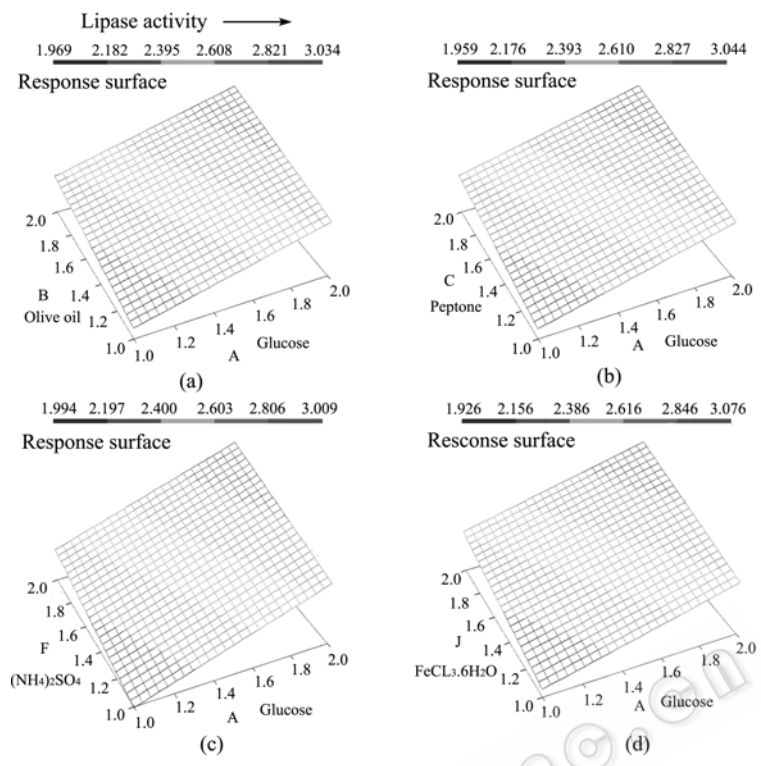 Lipase activity
1.969 2.182 2.395 2.608 2.821 3.034
Response surface
2.0
1.8
1.6
B 1.4
Olive oil 1.2
1.0
1.0 1.2 1.4 1.6 1.8 2.0
A Glucose
(a)
1.959 2.176 2.393 2.610 2.827 3.044
Response surface
2.0
1.8
1.6
C 1.4
Peptone 1.2
1.0
1.0 1.2 1.4 1.6 1.8 2.0
A Glucose
(b)
1.994 2.197 2.400 2.603 2.806 3.009
Response surface
2.0
1.8
1.6
F 1.4
(NH4)2SO4 1.2
1.0
1.0 1.2 1.4 1.6 1.8 2.0
A Glucose
(c)
1.926 2.156 2.386 2.616 2.846 3.076
Resconse surface
2.0
1.8
1.6
J 1.4
FeCL3.6H2O 1.2
1.0
1.0 1.2 1.4 1.6 1.8 2.0
A Glucose
(d)